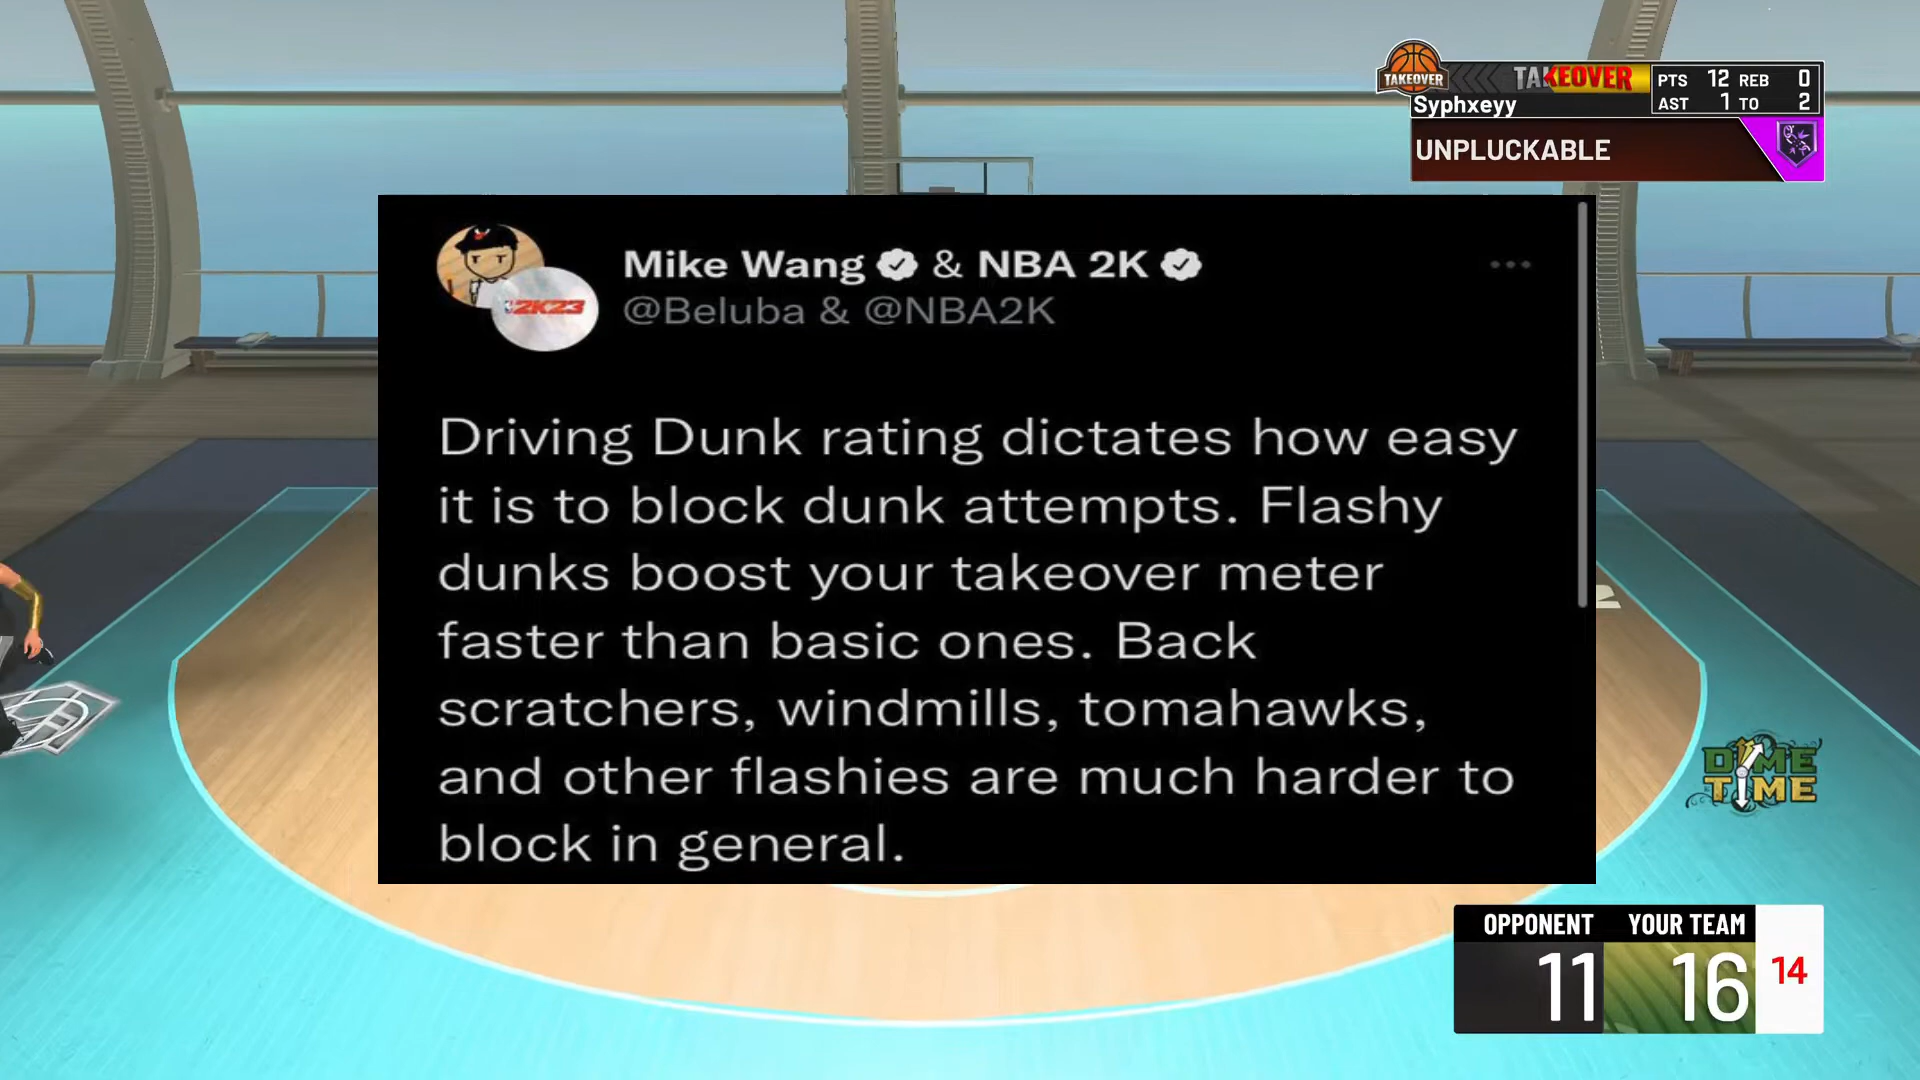 TAKEOVER
TAKEOVER
PTS 12 REB 0
Syphxeyy
AST 1 TO 2
UNPLUCKABLE
Mike Wang & NBA 2K
@Beluba & @NBA2K
2K23
Driving Dunk rating dictates how easy
it is to block dunk attempts. Flashy
dunks boost your takeover meter
faster than basic ones. Back
scratchers, windmills, tomahawks,
and other flashies are much harder to
block in general.
DIME
TIME
OPPONENT YOUR TEAM
11 16 14